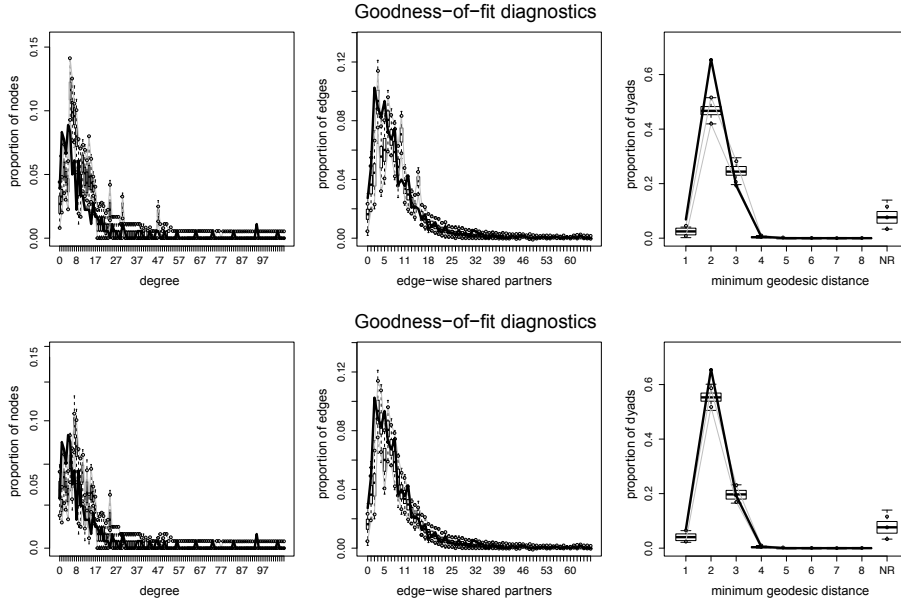 Goodness-of-fit diagnostics
proportion of nodes
0.00 0.05 0.10 0.15
0 8 17 27 37 47 57 67 77 87 97
degree
proportion of edges
0.00 0.04 0.08 0.12
0 5 11 18 25 32 39 46 53 60
edge-wise shared partners
proportion of dyads
0.0 0.2 0.4 0.6
1 2 3 4 5 6 7 8 NR
minimum geodesic distance
Goodness-of-fit diagnostics
proportion of nodes
0.0 0.05 0.10 0.15
0 8 17 27 37 47 57 67 77 87 97
degree
proportion of edges
0.00 0.04 0.08 0.12
0 5 11 18 25 32 39 46 53 60
edge-wise shared partners
proportion of dyads
0.0 0.2 0.4 0.6
1 2 3 4 5 6 7 8 NR
minimum geodesic distance